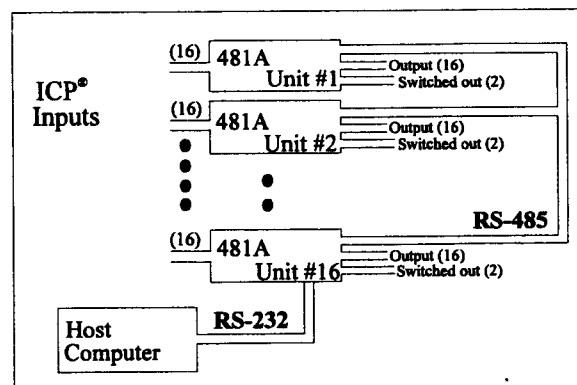 (16)
481A
Unit #1
Output (16)
Switched out (2)
ICP®
Inputs
(16)
481A
Unit #2
Output (16)
Switched out (2)
RS-485
(16)
481A
Unit #16
Output (16)
Switched out (2)
RS-232
Host
Computer